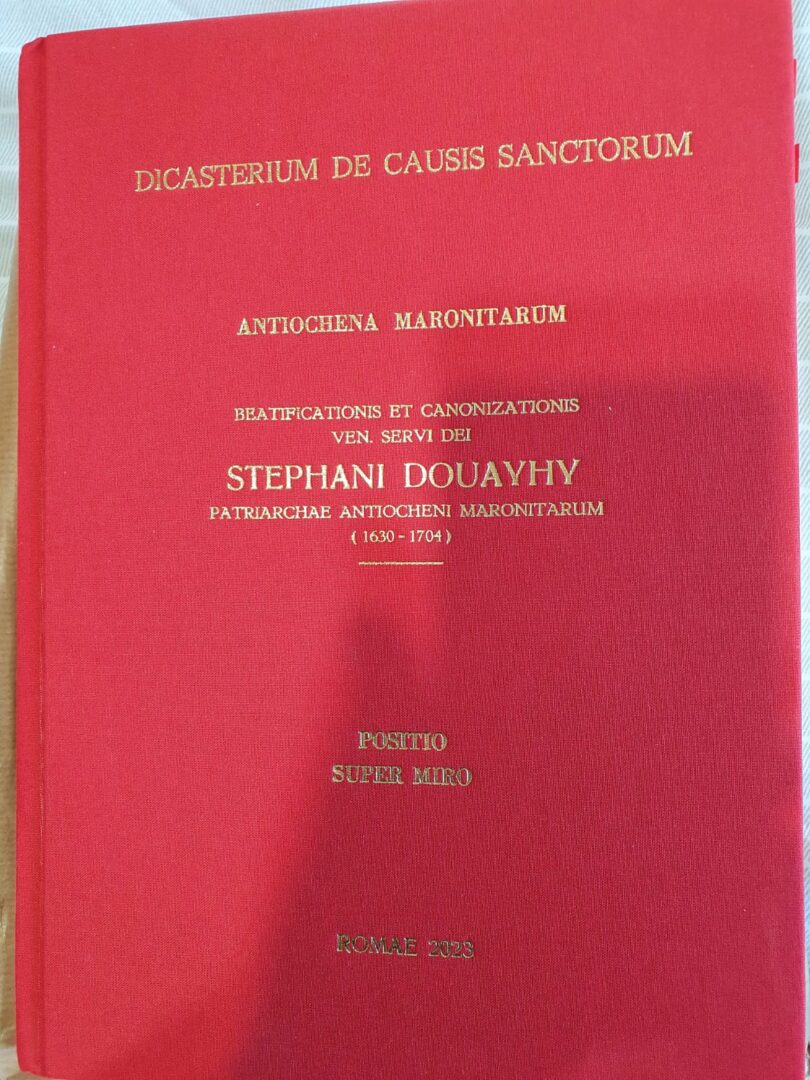 DICASTERIUM DE CAUSIS SANCTORUM
ANTIOCHENA MARONITARUM
BEATIFICATIONIS ET CANONIZATIONIS
VEN. SERVI DEI
STEPHANI DOUAYHY
PATRIARCHAE ANTIOCHENI MARONITARUM
( 1630 - 1704 )
POSITIO
SUPER MIRO
ROMAE 2023